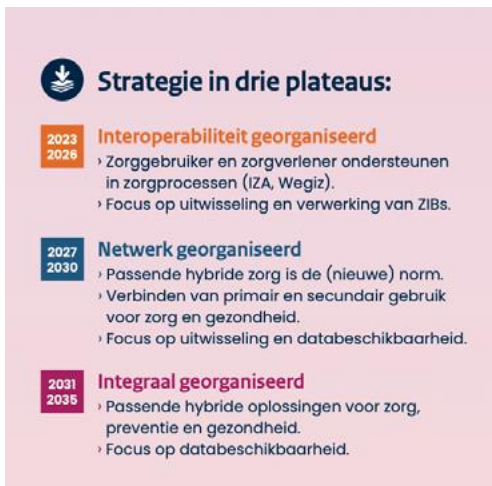 Strategie in drie plateaus:
2023
2026
Interoperabiliteit georganiseerd
› Zorggebruiker en zorgverlener ondersteunen
in zorgprocessen (IZA, Wegiz).
› Focus op uitwisseling en verwerking van ZIBs.
2027
2030
Netwerk georganiseerd
› Passende hybride zorg is de (nieuwe) norm.
› Verbinden van primair en secundair gebruik
voor zorg en gezondheid.
› Focus op uitwisseling en databeschikbaarheid.
2031
2035
Integraal georganiseerd
› Passende hybride oplossingen voor zorg,
preventie en gezondheid.
› Focus op databeschikbaarheid.